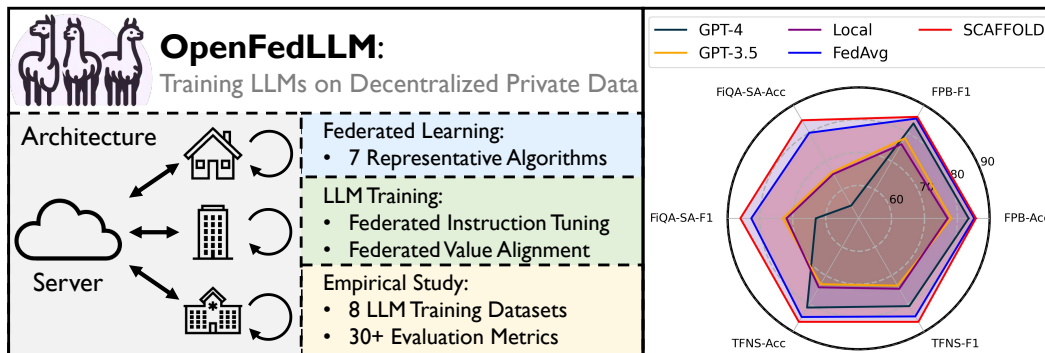 OpenFedLLM:
Training LLMs on Decentralized Private Data
Architecture
Server
Federated Learning:
• 7 Representative Algorithms
LLM Training:
• Federated Instruction Tuning
• Federated Value Alignment
Empirical Study:
• 8 LLM Training Datasets
• 30+ Evaluation Metrics
GPT-4
GPT-3.5
Local
FedAvg
SCAFFOLD
FiQA-SA-Acc
FPB-F1
90
80
70
60
FiQA-SA-F1
FPB-Acc
TFNS-Acc
TFNS-F1